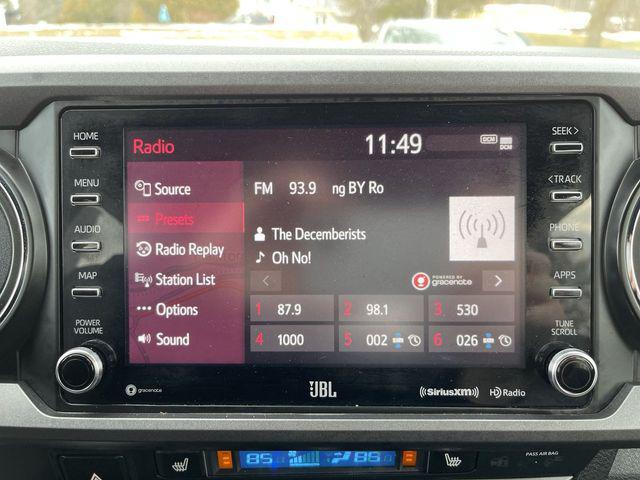 HOME
MENU
AUDIO
MAP
POWER
VOLUME
Radio
11:49
DCM
DCM
Source
Presets
Radio Replay
Station List
Options
Sound
FM 93.9 ng BY Ro
The Decemberists
Oh No!
POWERED BY
gracenote
1 87.9 2 98.1 3 530
4 1000 5 002 6 026
SEEK >
< TRACK
PHONE
APPS
TUNE
SCROLL
gracenote
JBL
((SiriusXM))
HD Radio
85 85
PASS AIR BAG